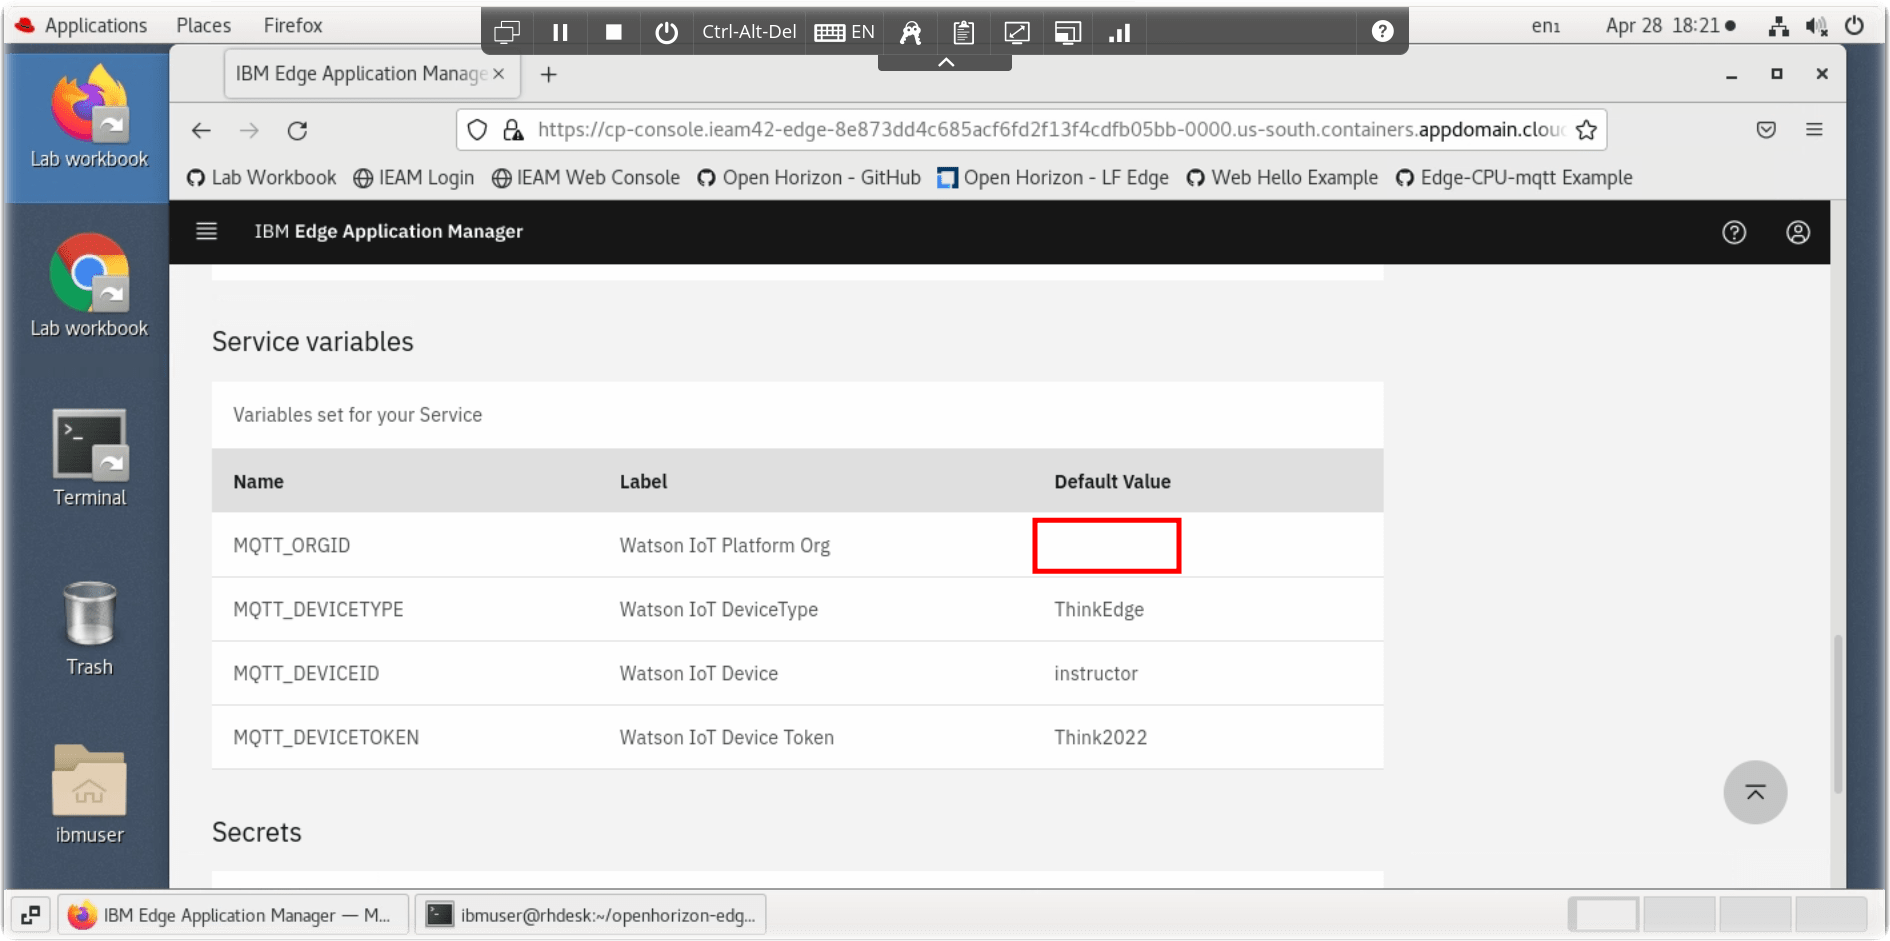 Applications Places Firefox
Ctrl-Alt-Del EN
en₁ Apr 28 18:21
IBM Edge Application Manage
https://cp-console.ieam42-edge-8e873dd4c685acf6fd2f13f4cdfb05bb-0000.us-south.containers.appdomain.clou
Lab Workbook IEAM Login IEAM Web Console Open Horizon - GitHub Open Horizon - LF Edge Web Hello Example Edge-CPU-mqtt Example
IBM Edge Application Manager
Lab workbook
Lab workbook
Terminal
Trash
ibmuser
Service variables
Variables set for your Service
Name Label Default Value
MQTT_ORGID Watson IoT Platform Org
MQTT_DEVICETYPE Watson IoT DeviceType ThinkEdge
MQTT_DEVICEID Watson IoT Device instructor
MQTT_DEVICETOKEN Watson IoT Device Token Think2022
Secrets
IBM Edge Application Manager — M...
ibmuser@rhdesk:~/openhorizon-edg...